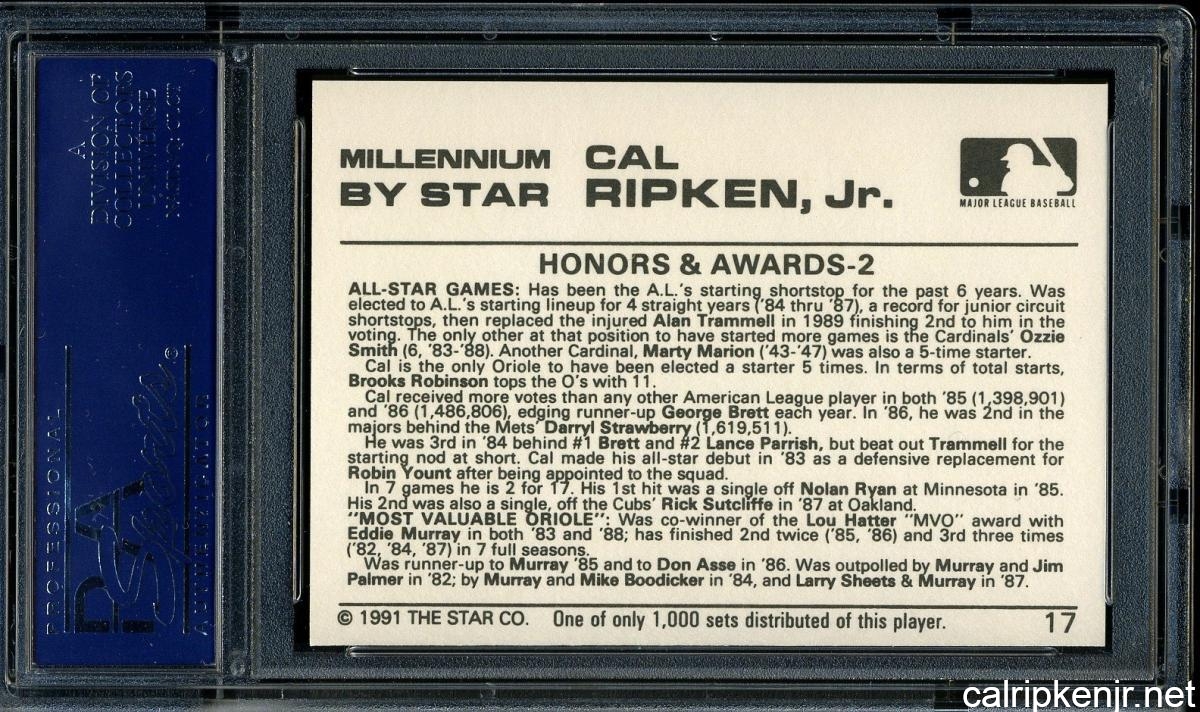 A
DIVISION OF
COLLECTORS
UNIVERSE
NASDAQ: CLCT
PROFESSIONAL
PSA
Sports®
AUTHENTICATOR
MILLENNIUM
BY STAR
CAL
RIPKEN, Jr.
MAJOR LEAGUE BASEBALL
HONORS & AWARDS-2
ALL-STAR GAMES: Has been the A.L.'s starting shortstop for the past 6 years. Was
elected to A.L.'s starting lineup for 4 straight years ('84 thru '87), a record for junior circuit
shortstops, then replaced the injured Alan Trammell in 1989 finishing 2nd to him in the
voting. The only other at that position to have started more games is the Cardinals' Ozzie
Smith (6, '83-'88). Another Cardinal, Marty Marion ('43-'47) was also a 5-time starter.
Cal is the only Oriole to have been elected a starter 5 times. In terms of total starts,
Brooks Robinson tops the O's with 11.
Cal received more votes than any other American League player in both '85 (1,398,901)
and '86 (1,486,806), edging runner-up George Brett each year. In '86, he was 2nd in the
majors behind the Mets' Darryl Strawberry (1,619,511).
He was 3rd in '84 behind #1 Brett and #2 Lance Parrish, but beat out Trammell for the
starting nod at short. Cal made his all-star debut in '83 as a defensive replacement for
Robin Yount after being appointed to the squad.
In 7 games he is 2 for 17. His 1st hit was a single off Nolan Ryan at Minnesota in '85.
His 2nd was also a single, off the Cubs' Rick Sutcliffe in '87 at Oakland.
"MOST VALUABLE ORIOLE": Was co-winner of the Lou Hatter "MVO" award with
Eddie Murray in both '83 and '88; has finished 2nd twice ('85, '86) and 3rd three times
('82, '84, '87) in 7 full seasons.
Was runner-up to Murray '85 and to Don Asse in '86. Was outpolled by Murray and Jim
Palmer in '82; by Murray and Mike Boodicker in '84, and Larry Sheets & Murray in '87.
© 1991 THE STAR CO. One of only 1,000 sets distributed of this player. 17
calripkenjr.net